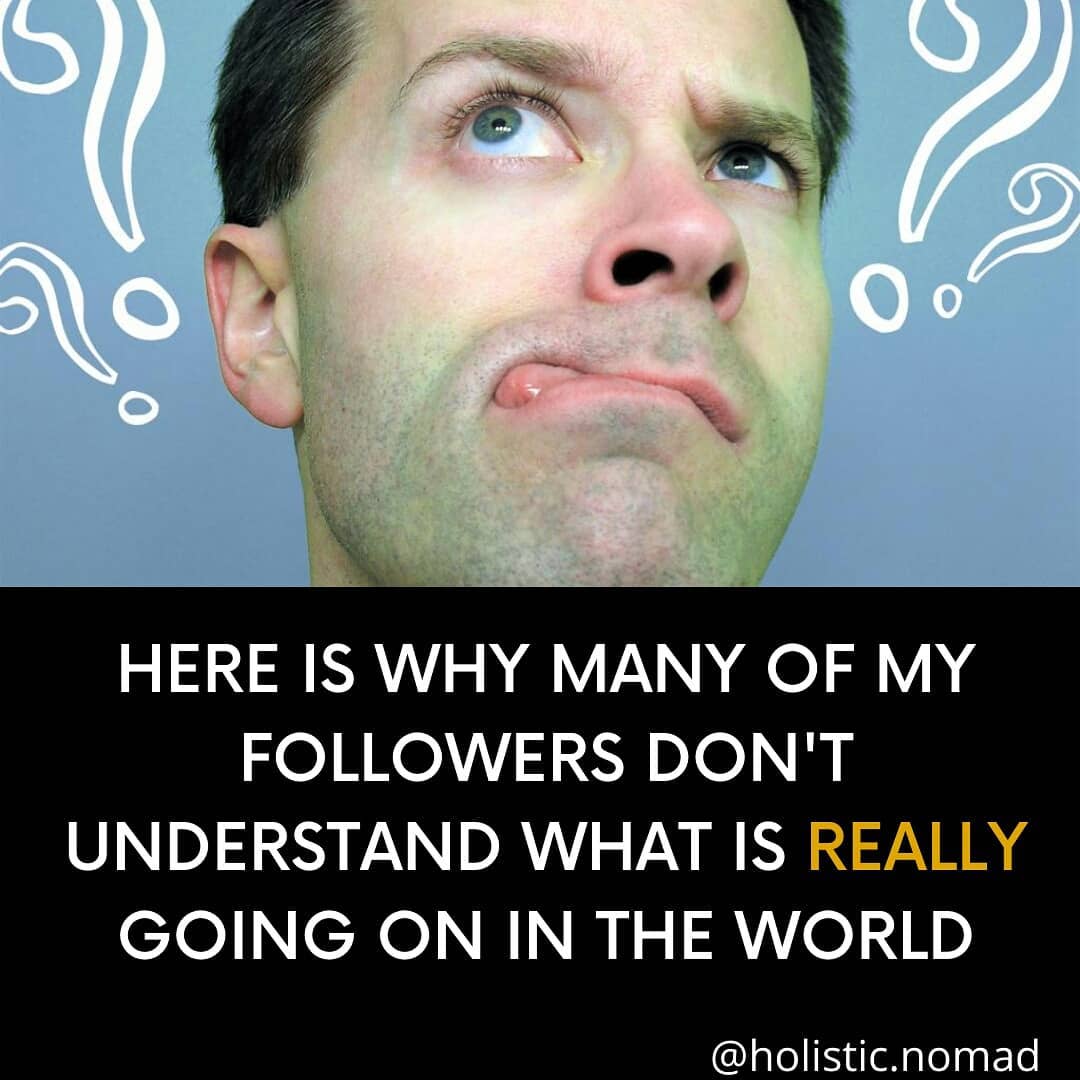 HERE IS WHY MANY OF MY
FOLLOWERS DON'T
UNDERSTAND WHAT IS REALLY
GOING ON IN THE WORLD
@holistic.nomad